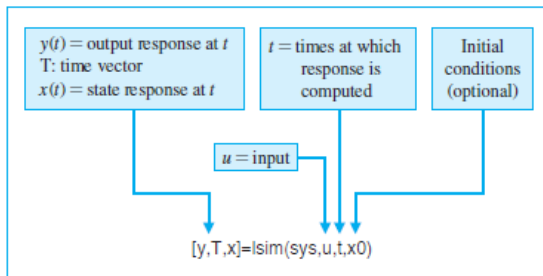 y(t) = output response at t
T: time vector
x(t) = state response at t
t = times at which
response is
computed
Initial
conditions
(optional)
u = input
[y,T,x]=lsim(sys,u,t,x0)